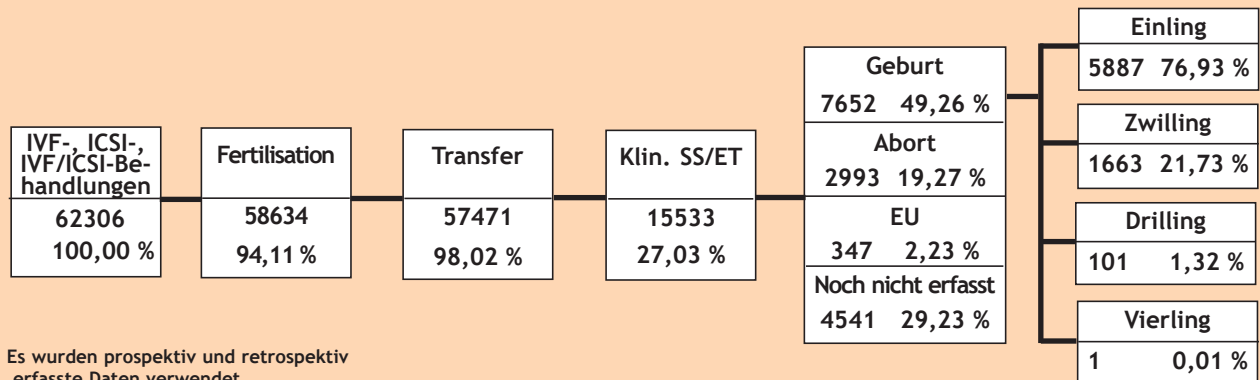 IVF-, ICSI-,
IVF/ICSI-Be-
handlungen
62306
100,00 %
Fertilisation
58634
94,11 %
Transfer
57471
98,02 %
Klin. SS/ET
15533
27,03 %
Geburt
7652 49,26 %
Abort
2993 19,27 %
EU
347 2,23 %
Noch nicht erfasst
4541 29,23 %
Einling
5887 76,93 %
Zwilling
1663 21,73 %
Drilling
101 1,32 %
Vierling
1 0,01 %
Es wurden prospektiv und retrospektiv
erfasste Daten verwendet